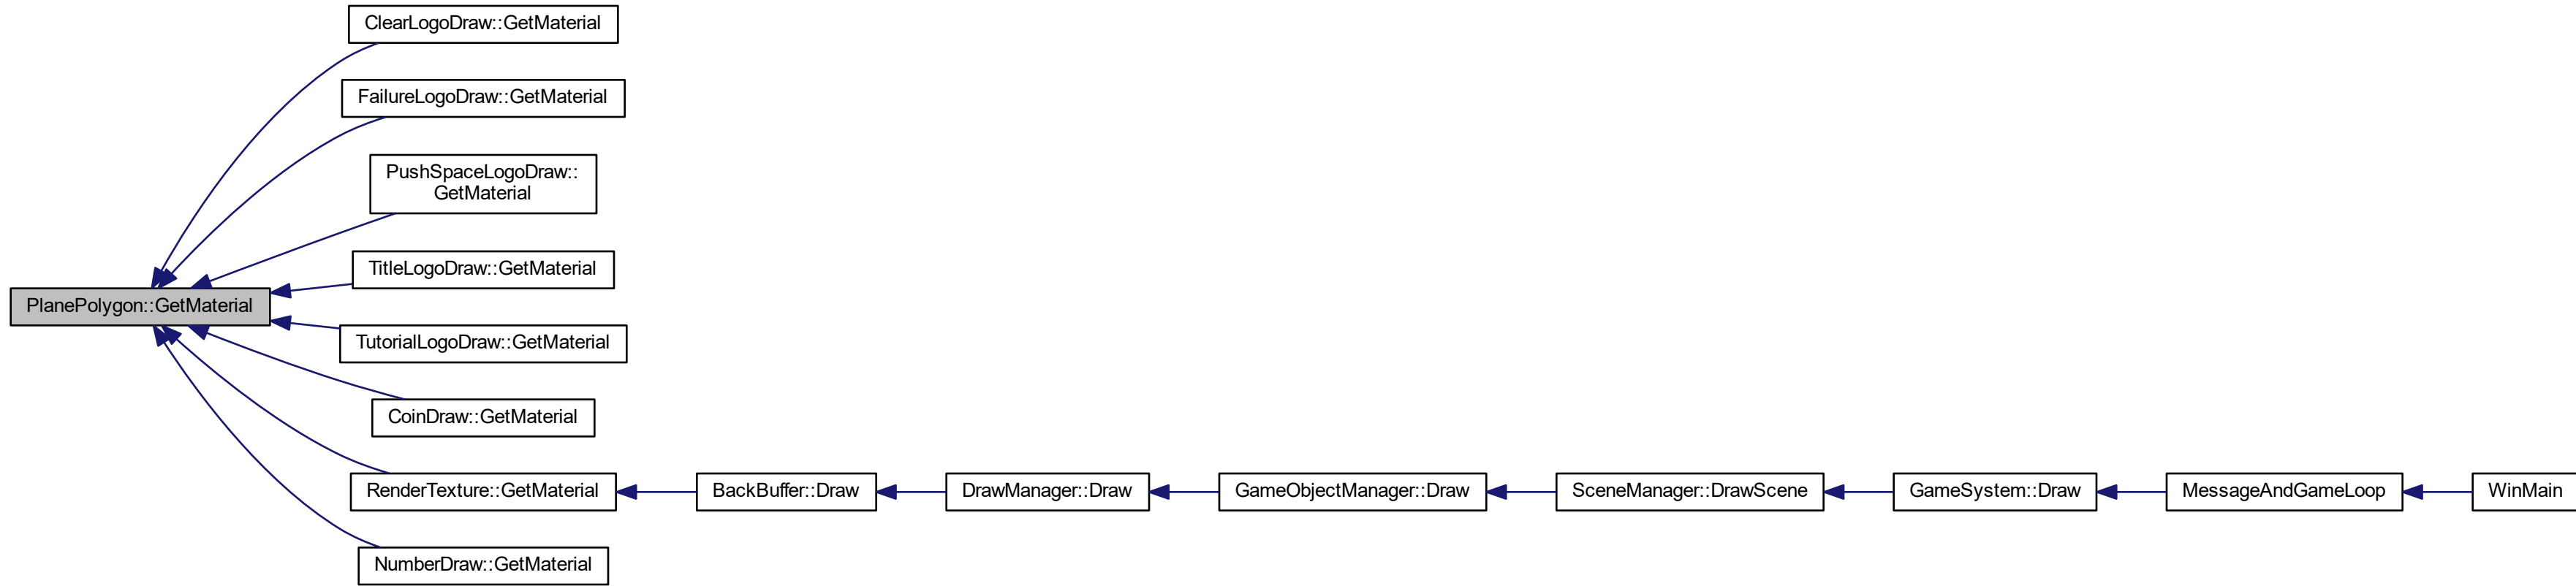 ClearLogoDraw::GetMaterial
FailureLogoDraw::GetMaterial
PushSpaceLogoDraw::
GetMaterial
TitleLogoDraw::GetMaterial
PlanePolygon::GetMaterial
TutorialLogoDraw::GetMaterial
CoinDraw::GetMaterial
RenderTexture::GetMaterial
BackBuffer::Draw
DrawManager::Draw
GameObjectManager::Draw
SceneManager::DrawScene
GameSystem::Draw
MessageAndGameLoop
WinMain
NumberDraw::GetMaterial